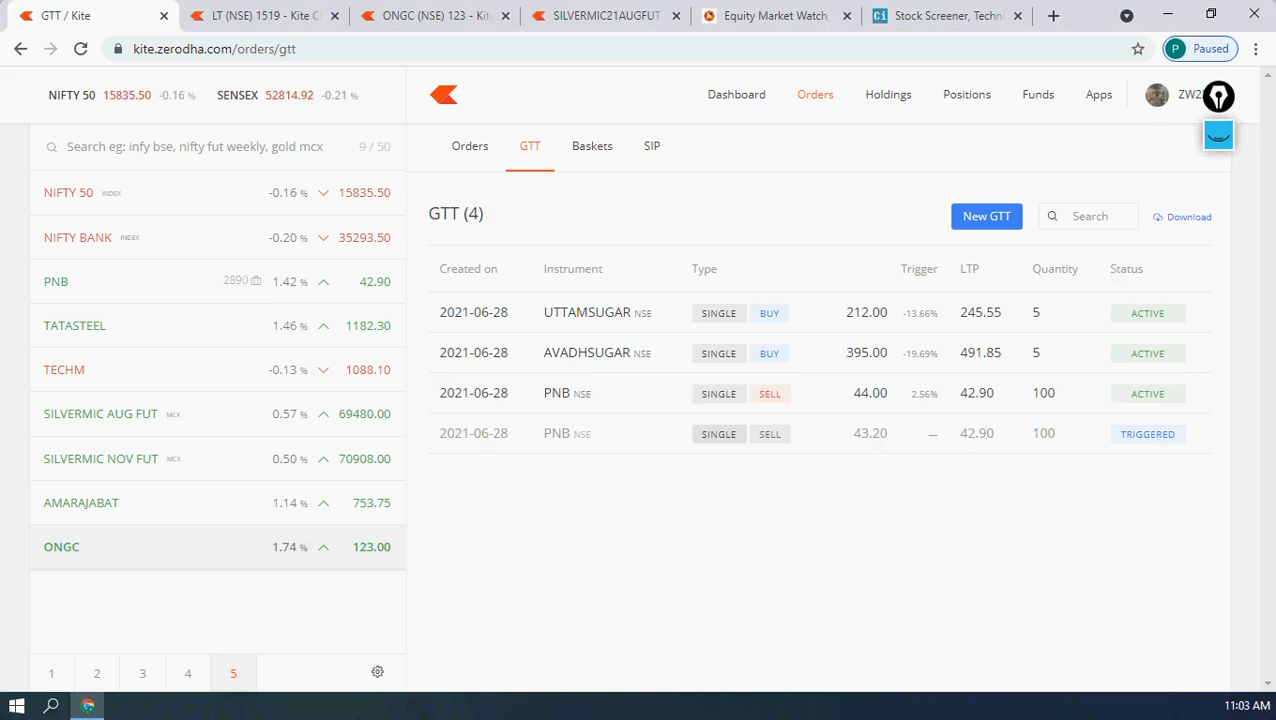 GTT / Kite
LT (NSE) 1519 - Kite C
ONGC (NSE) 123 - Kit
SILVERMIC21AUGFUT
Equity Market Watch,
Ci Stock Screener, Techni
kite.zerodha.com/orders/gtt
P Paused
NIFTY 50 15835.50 -0.16 % SENSEX 52814.92 -0.21 %
Dashboard Orders Holdings Positions Funds Apps ZW2
Search eg: infy bse, nifty fut weekly, gold mcx 9 / 50
NIFTY 50 INDEX -0.16 % 15835.50
NIFTY BANK INDEX -0.20 % 35293.50
PNB 2890 1.42 % 42.90
TATASTEEL 1.46 % 1182.30
TECHM -0.13 % 1088.10
SILVERMIC AUG FUT MCX 0.57 % 69480.00
SILVERMIC NOV FUT MCX 0.50 % 70908.00
AMARAJABAT 1.14 % 753.75
ONGC 1.74 % 123.00
1 2 3 4 5
Orders GTT Baskets SIP
GTT (4)
New GTT Search Download
Created on Instrument Type Trigger LTP Quantity Status
2021-06-28 UTTAMSUGAR NSE SINGLE BUY 212.00 -13.66% 245.55 5 ACTIVE
2021-06-28 AVADHSUGAR NSE SINGLE BUY 395.00 -19.69% 491.85 5 ACTIVE
2021-06-28 PNB NSE SINGLE SELL 44.00 2.56% 42.90 100 ACTIVE
2021-06-28 PNB NSE SINGLE SELL 43.20 — 42.90 100 TRIGGERED
11:03 AM